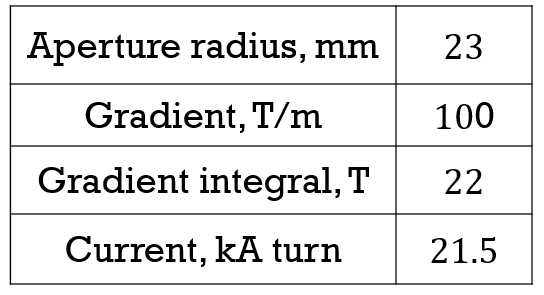 Aperture radius, mm 23
Gradient, T/m 100
Gradient integral, T 22
Current, kA turn 21.5